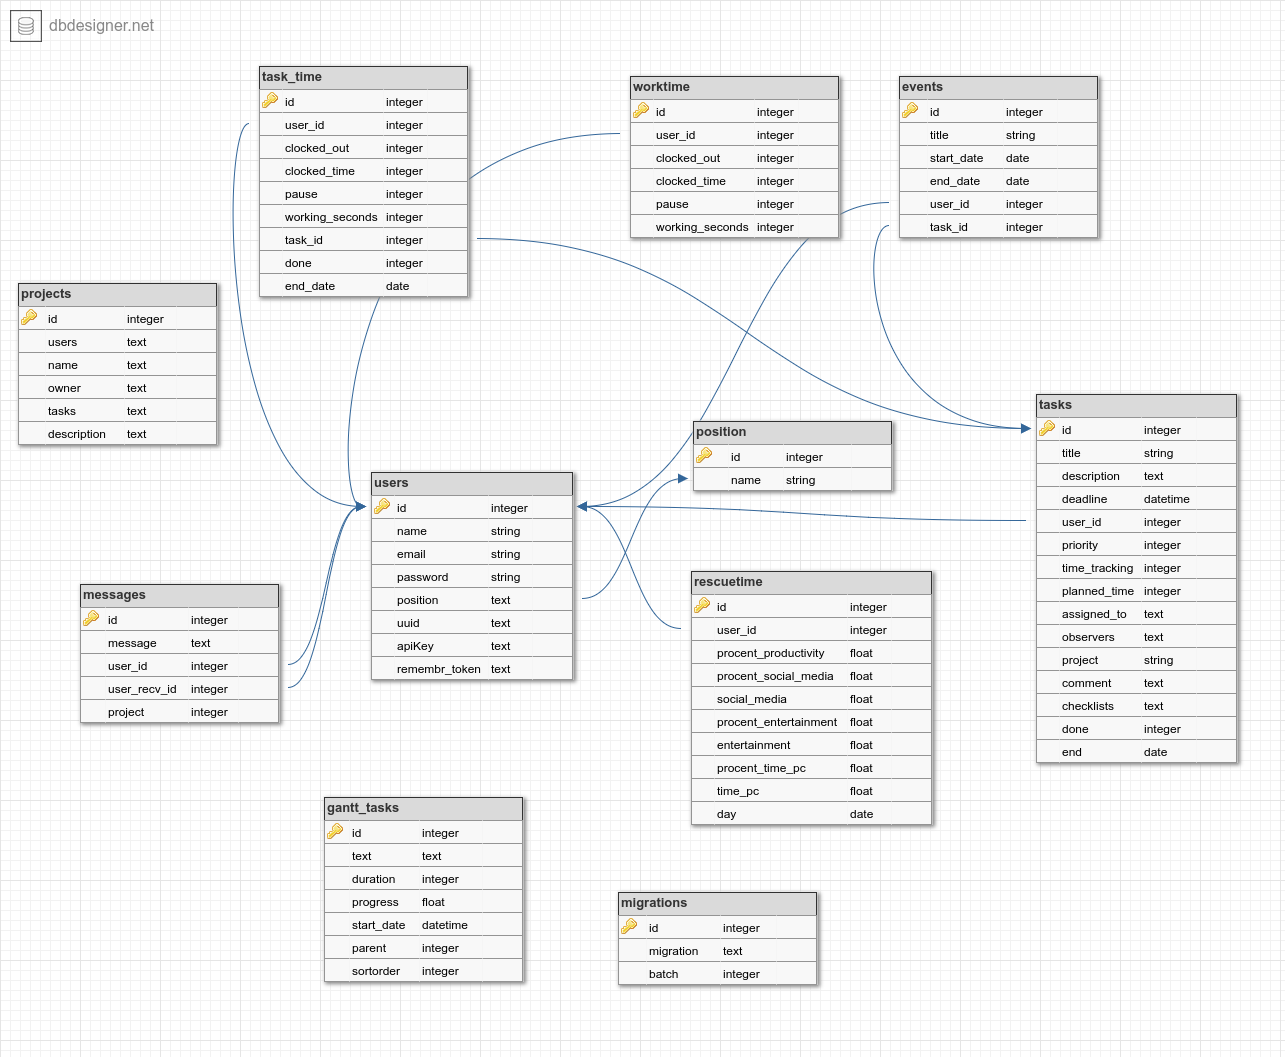 dbdesigner.net
task_time
id integer
user_id integer
clocked_out integer
clocked_time integer
pause integer
working_seconds integer
task_id integer
done integer
end_date date
worktime
id integer
user_id integer
clocked_out integer
clocked_time integer
pause integer
working_seconds integer
events
id integer
title string
start_date date
end_date date
user_id integer
task_id integer
projects
id integer
users text
name text
owner text
tasks text
description text
tasks
id integer
title string
description text
deadline datetime
user_id integer
priority integer
time_tracking integer
planned_time integer
assigned_to text
observers text
project string
comment text
checklists text
done integer
end date
position
id integer
name string
users
id integer
name string
email string
password string
position text
uuid text
apiKey text
remembr_token text
messages
id integer
message text
user_id integer
user_recv_id integer
project integer
rescuetime
id integer
user_id integer
procent_productivity float
procent_social_media float
social_media float
procent_entertainment float
entertainment float
procent_time_pc float
time_pc float
day date
gantt_tasks
id integer
text text
duration integer
progress float
start_date datetime
parent integer
sortorder integer
migrations
id integer
migration text
batch integer